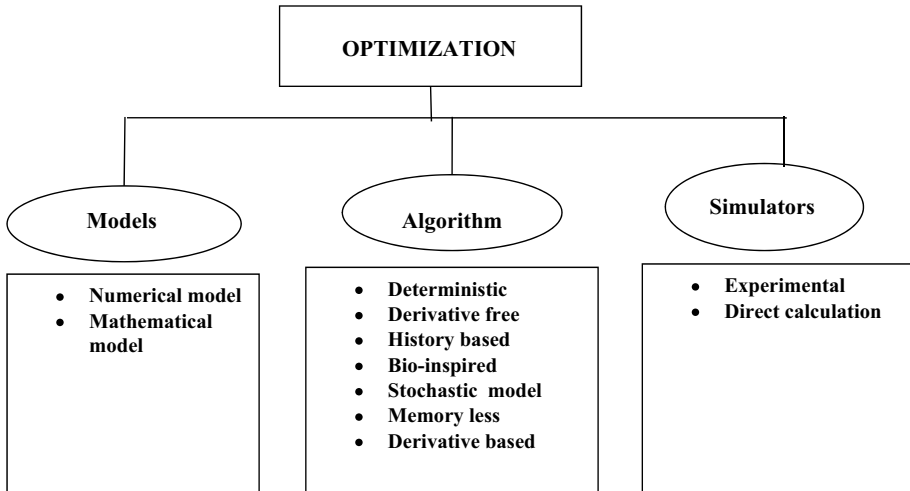 OPTIMIZATION
Models
Algorithm
Simulators
• Numerical model
• Mathematical
model
• Deterministic
• Derivative free
• History based
• Bio-inspired
• Stochastic model
• Memory less
• Derivative based
• Experimental
• Direct calculation